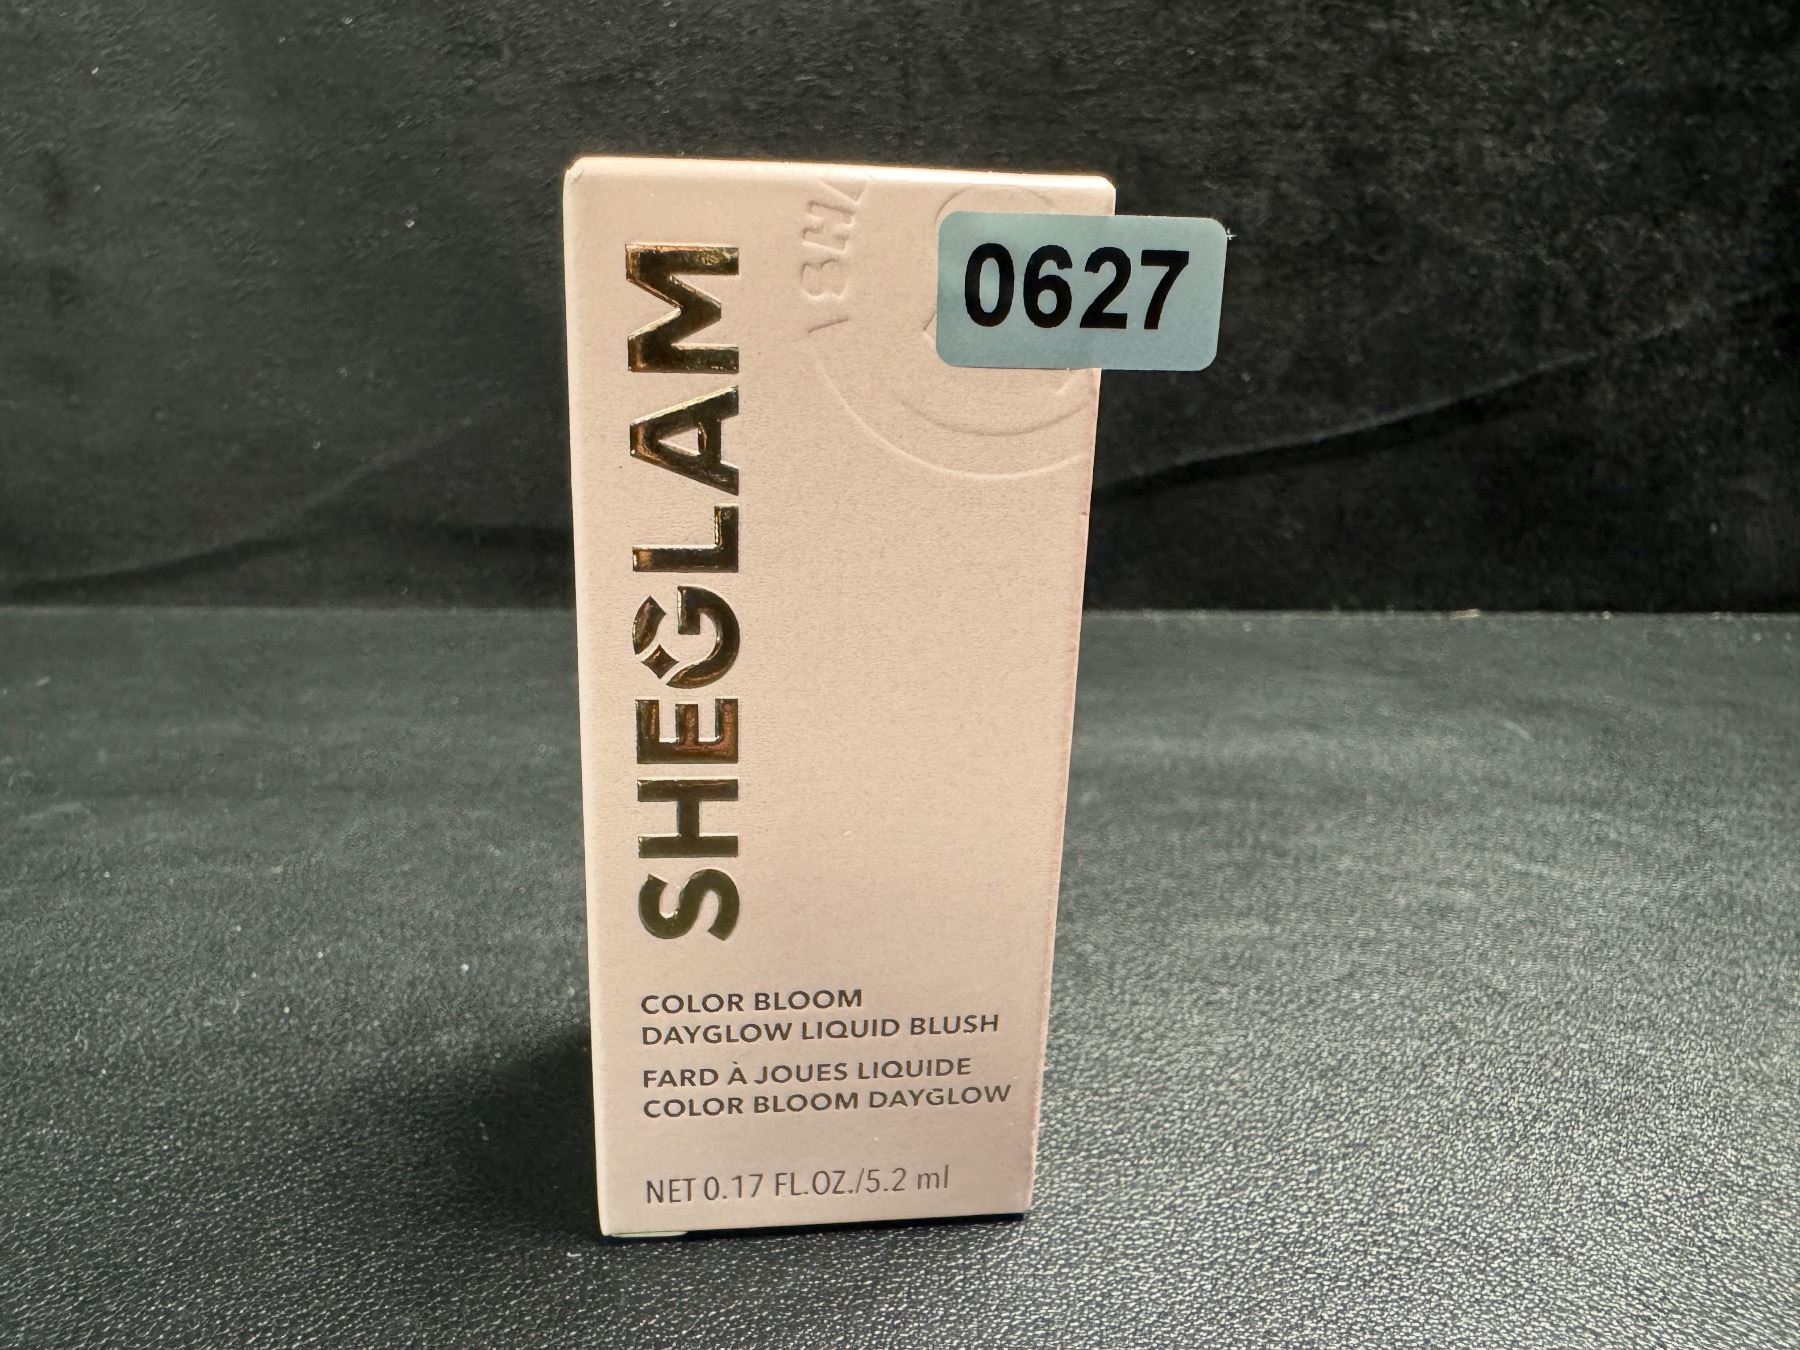 0627
SHEGLAM
COLOR BLOOM
DAYGLOW LIQUID BLUSH
FARD À JOUES LIQUIDE
COLOR BLOOM DAYGLOW
NET 0.17 FL.OZ./5.2 ml